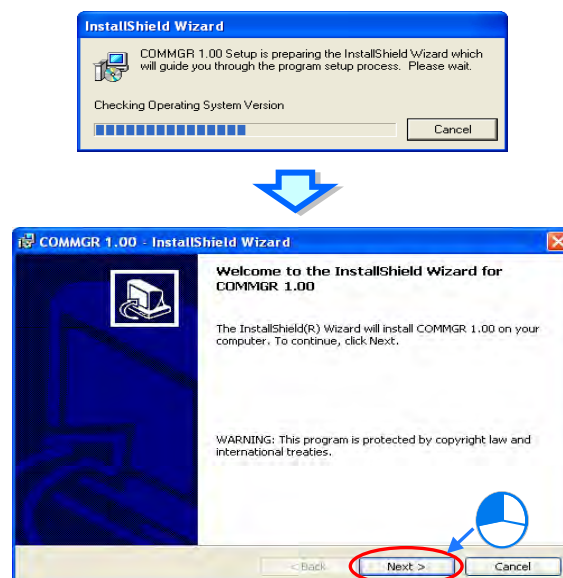 InstallShield Wizard
COMMGR 1.00 Setup is preparing the InstallShield Wizard which
will guide you through the program setup process. Please wait.
Checking Operating System Version
Cancel
COMMGR 1.00 - InstallShield Wizard
Welcome to the InstallShield Wizard for
COMMGR 1.00
The InstallShield(R) Wizard will install COMMGR 1.00 on your
computer. To continue, click Next.
WARNING: This program is protected by copyright law and
international treaties.
< Back Next > Cancel